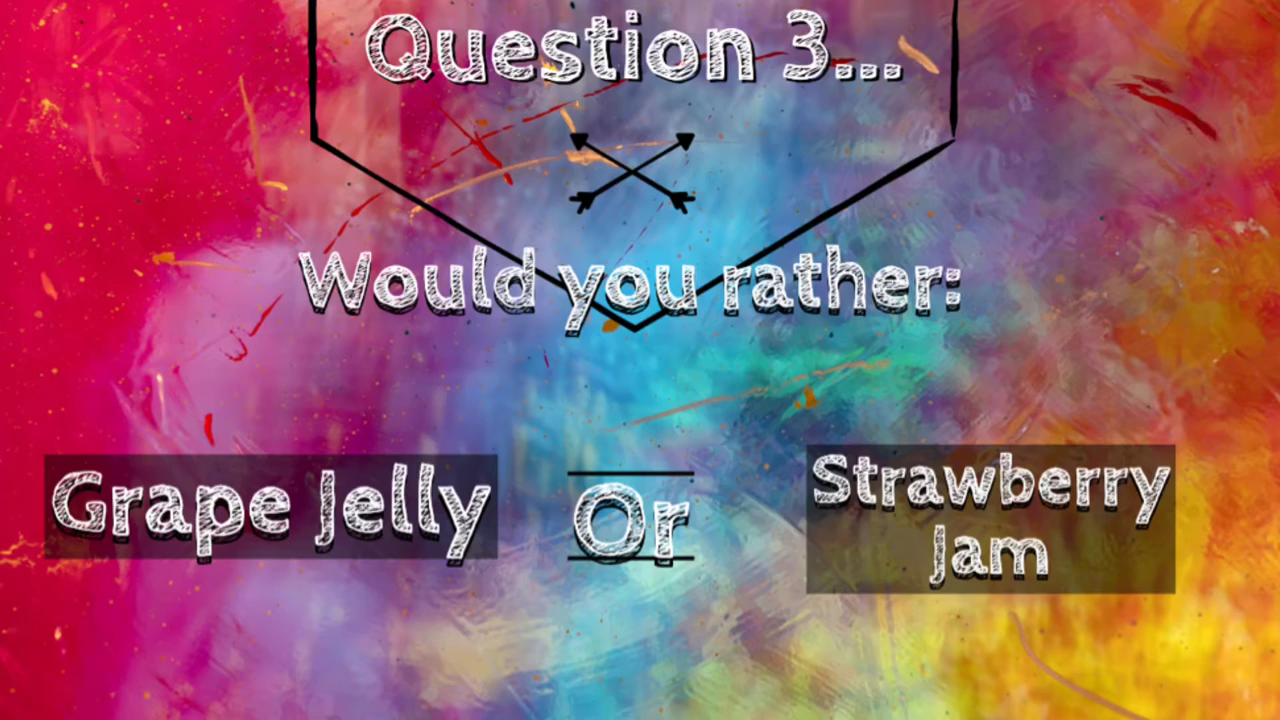 Question 3...
Would you rather:
Grape Jelly
Or
Strawberry
Jam